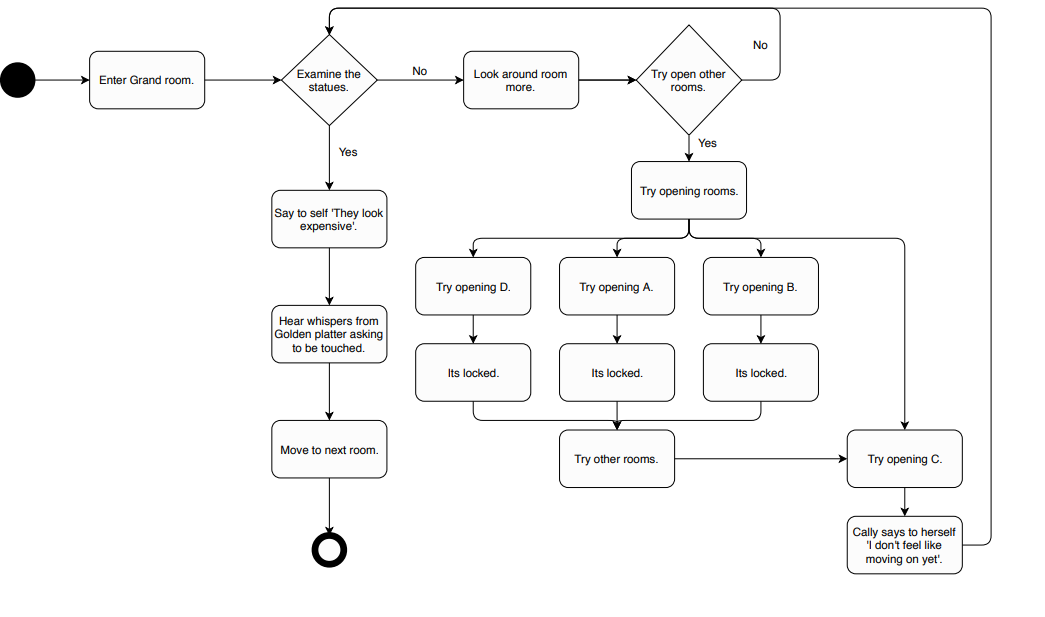 Enter Grand room.
Examine the
statues.
No
Look around room
more.
Try open other
rooms.
No
Yes
Say to self 'They look
expensive'.
Hear whispers from
Golden platter asking
to be touched.
Move to next room.
Yes
Try opening rooms.
Try opening D.
Try opening A.
Try opening B.
Its locked.
Its locked.
Its locked.
Try other rooms.
Try opening C.
Cally says to herself
'I don't feel like
moving on yet'.